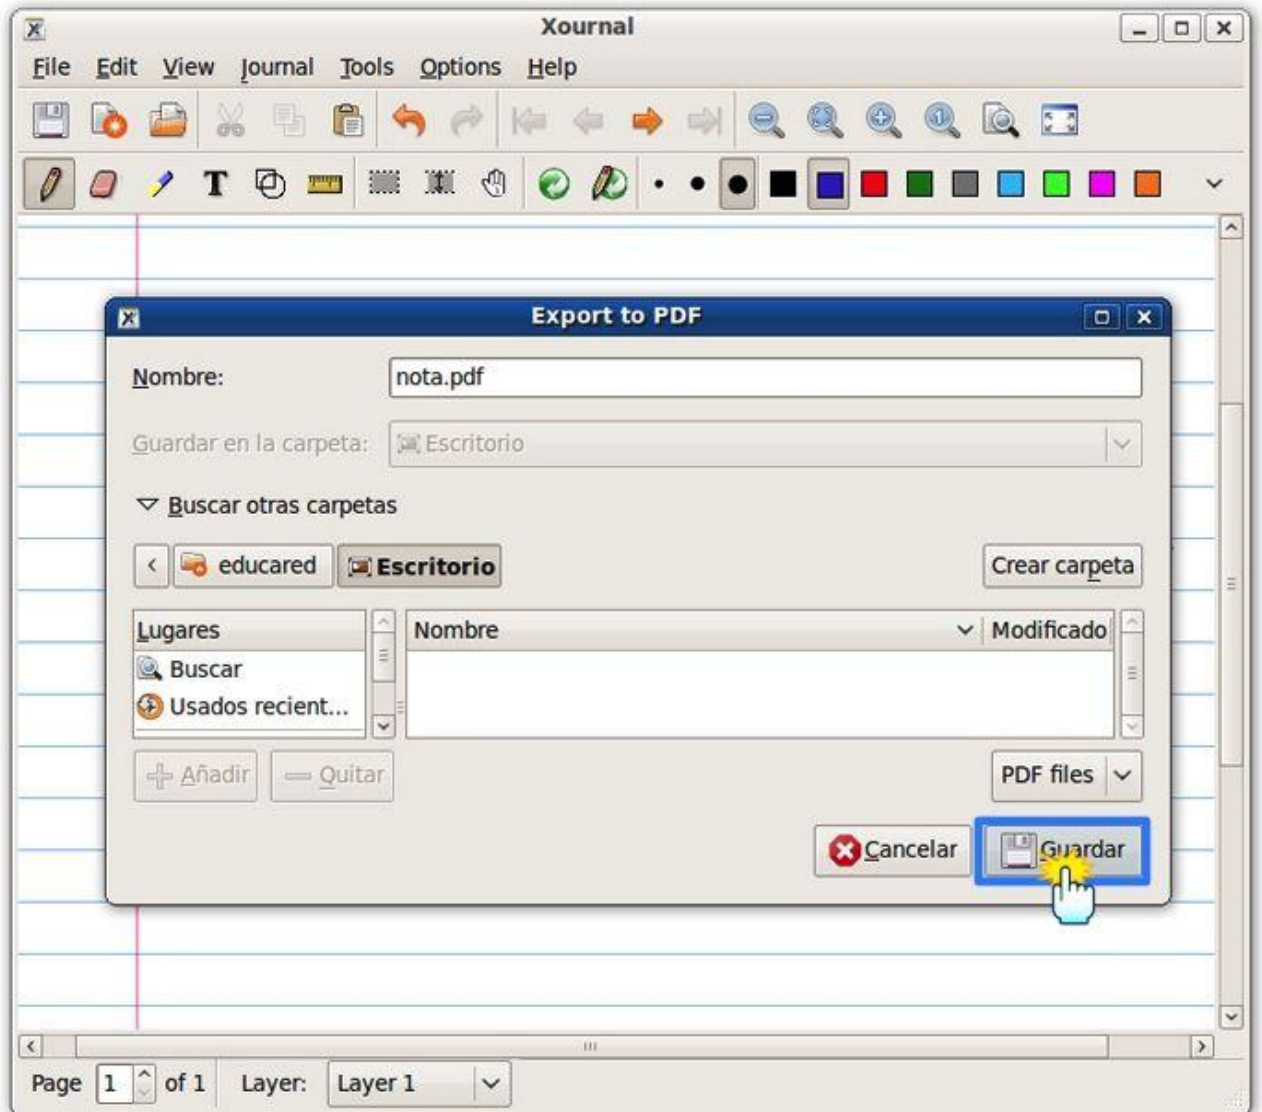 Xournal
File Edit View Journal Tools Options Help
T
Export to PDF
Nombre: nota.pdf
Guardar en la carpeta: Escritorio
Buscar otras carpetas
educared Escritorio Crear carpeta
Lugares Nombre Modificado
Buscar
Usados recient...
Añadir Quitar PDF files
Cancelar Guardar
Page 1 of 1 Layer: Layer 1